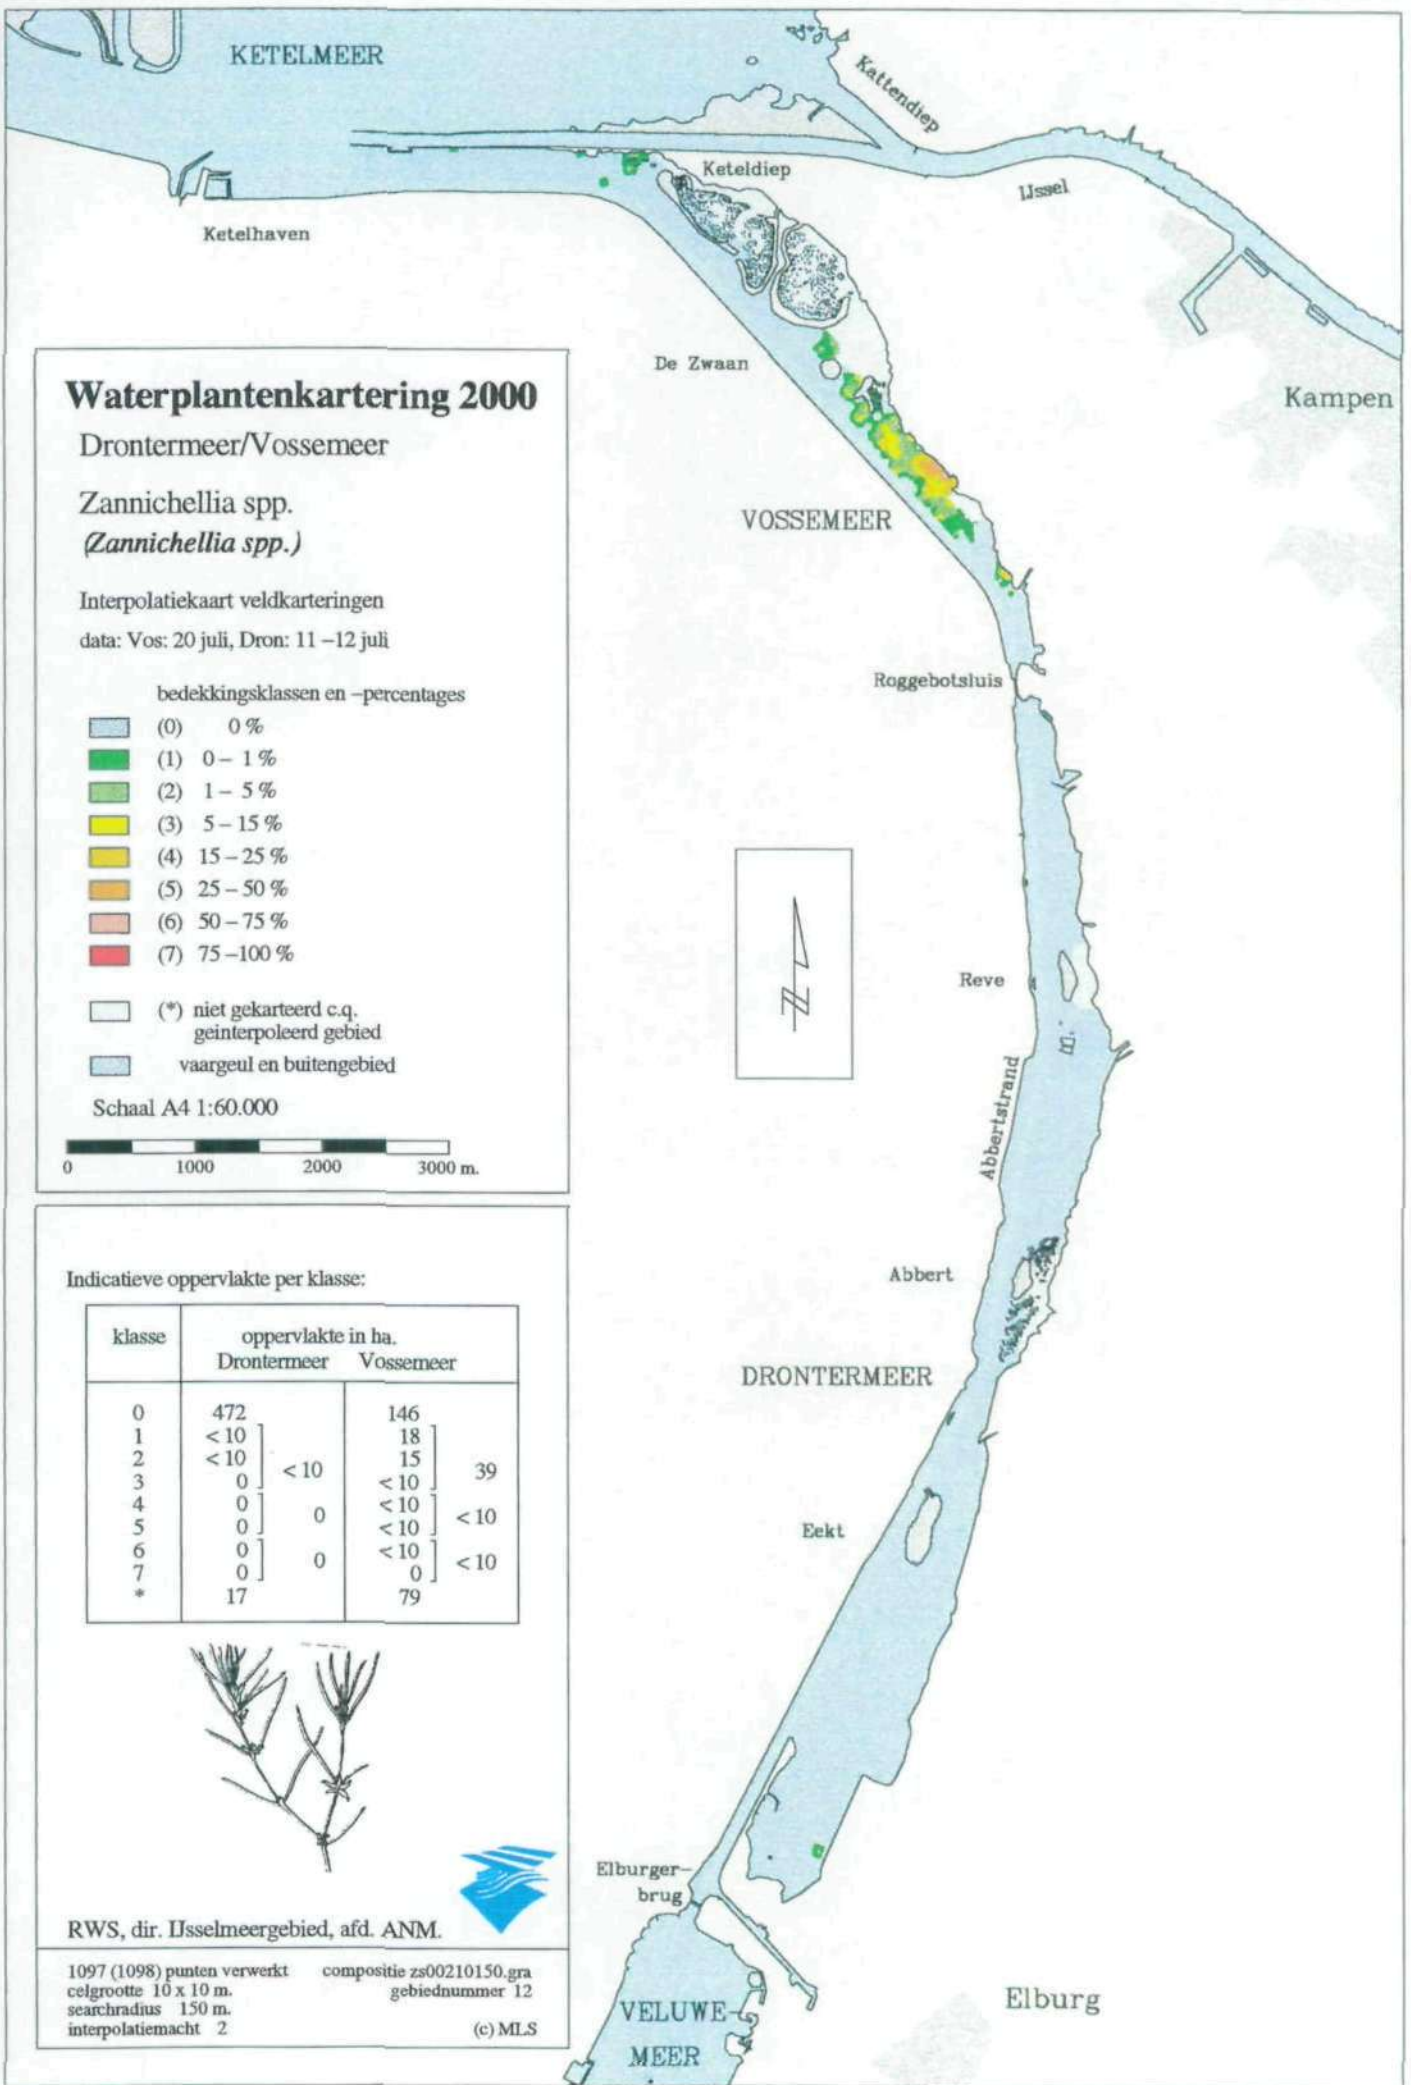 KETELMEER
Kattendiep
Keteldiep
IJssel
Ketelhaven
De Zwaan
Kampen
Waterplantenkartering 2000
Drontermeer/Vossemeer
Zannichellia spp.
(Zannichellia spp.)
Interpolatiekaart veldkarteringen
data: Vos: 20 juli, Dron: 11 –12 juli
bedekkingsklassen en –percentages
(0) 0 %
(1) 0 – 1 %
(2) 1 – 5 %
(3) 5 – 15 %
(4) 15 – 25 %
(5) 25 – 50 %
(6) 50 – 75 %
(7) 75 –100 %
(*) niet gekarteerd c.q.
geinterpoleerd gebied
vaargeul en buitengebied
Schaal A4 1:60.000
0 1000 2000 3000 m.
VOSSEMEER
Roggebotsluis
Reve
Abbertstrand
Abbert
DRONTERMEER
Eekt
Elburger–
brug
VELUWE–
MEER
Elburg
N
Indicatieve oppervlakte per klasse:
klasse oppervlakte in ha.
Drontermeer Vossemeer
0 472 146
1 < 10 18
2 < 10 < 10 15 39
3 0 < 10
4 0 0 < 10 < 10
5 0 < 10
6 0 0 < 10 < 10
7 0 0
* 17 79
RWS, dir. IJsselmeergebied, afd. ANM.
1097 (1098) punten verwerkt compositie zs00210150.gra
celgrootte 10 x 10 m. gebiednummer 12
searchradius 150 m.
interpolatiemacht 2 (c) MLS